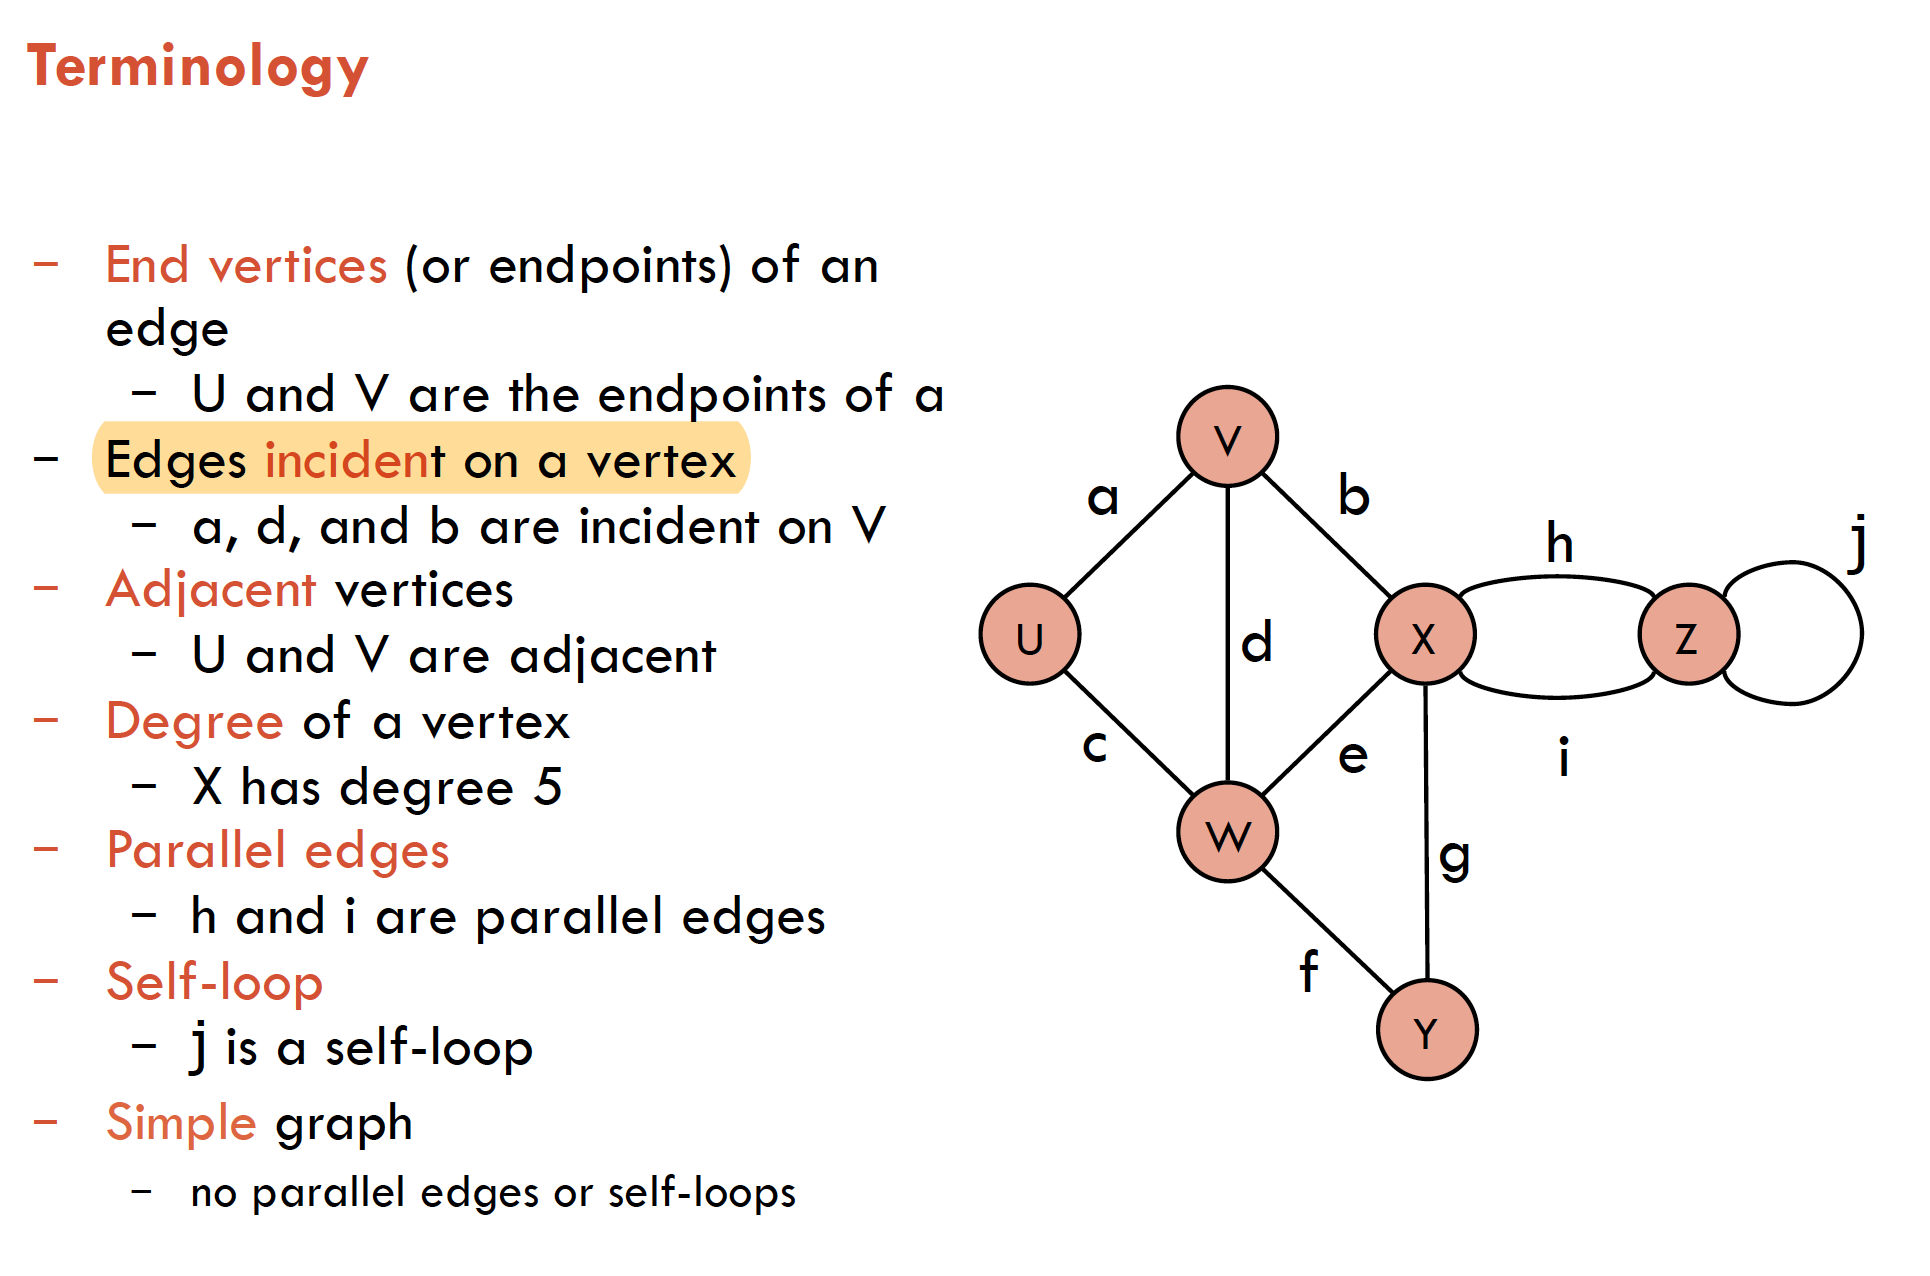 Terminology
– End vertices (or endpoints) of an
edge
– U and V are the endpoints of a
– Edges incident on a vertex
– a, d, and b are incident on V
– Adjacent vertices
– U and V are adjacent
– Degree of a vertex
– X has degree 5
– Parallel edges
– h and i are parallel edges
– Self-loop
– j is a self-loop
– Simple graph
– no parallel edges or self-loops
V
a
b
h
j
U
d
X
Z
c
e
i
W
g
f
Y